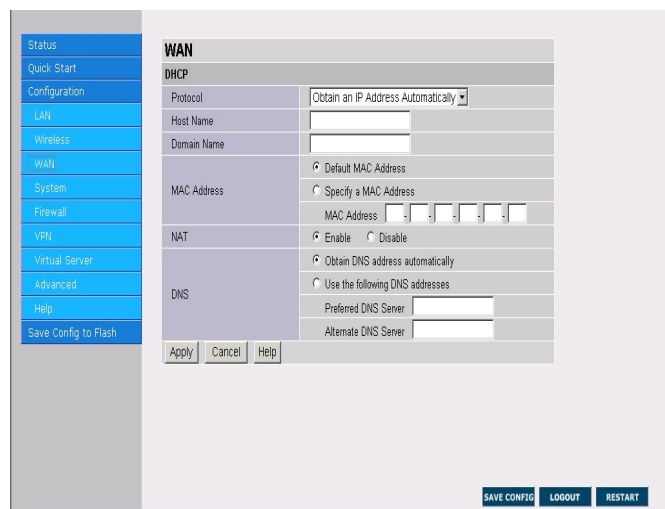 Status
Quick Start
Configuration
LAN
Wireless
WAN
System
Firewall
VPN
Virtual Server
Advanced
Help
Save Config to Flash
WAN
DHCP
Protocol Obtain an IP Address Automatically
Host Name
Domain Name
MAC Address
Default MAC Address
Specify a MAC Address
MAC Address - - - - -
NAT Enable Disable
DNS
Obtain DNS address automatically
Use the following DNS addresses
Preferred DNS Server
Alternate DNS Server
Apply Cancel Help
SAVE CONFIG LOGOUT RESTART